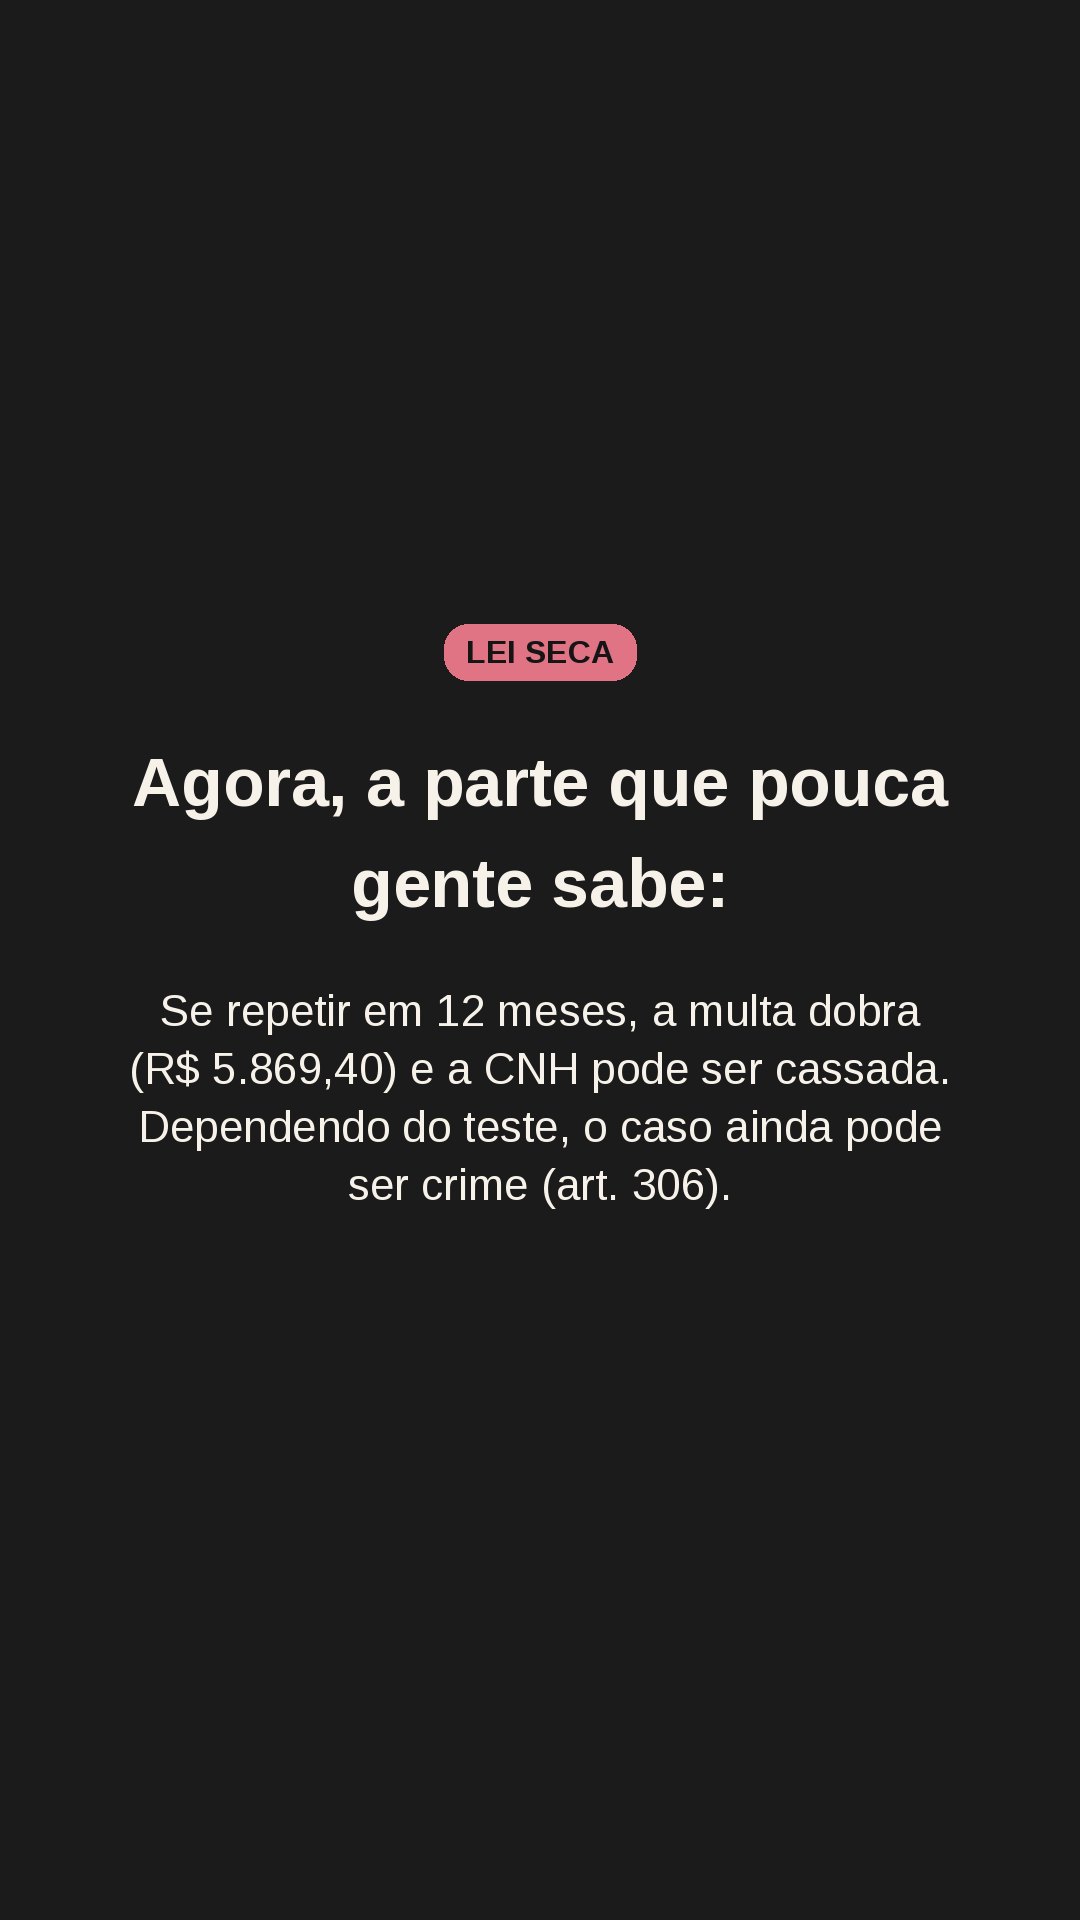 LEI SECA
Agora, a parte que pouca
gente sabe:
Se repetir em 12 meses, a multa dobra
(R$ 5.869,40) e a CNH pode ser cassada.
Dependendo do teste, o caso ainda pode
ser crime (art. 306).